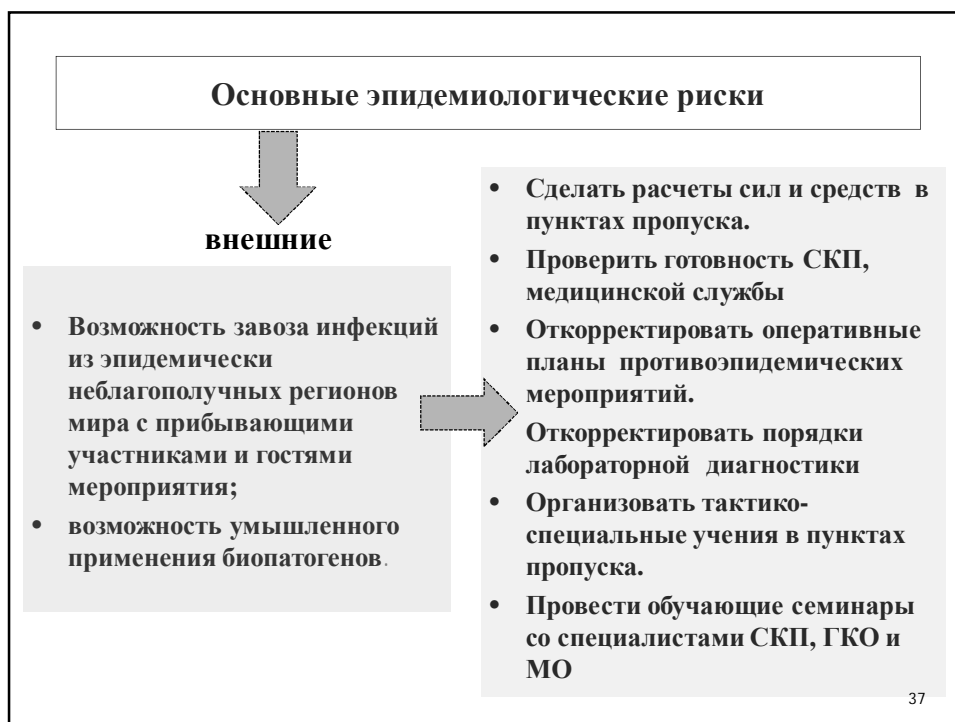 Основные эпидемиологические риски
внешние
• Возможность завоза инфекций
из эпидемически
неблагополучных регионов
мира с прибывающими
участниками и гостями
мероприятия;
• возможность умышленного
применения биопатогенов.
• Сделать расчеты сил и средств в
пунктах пропуска.
• Проверить готовность СКП,
медицинской службы
• Откорректировать оперативные
планы противоэпидемических
мероприятий.
Откорректировать порядки
лабораторной диагностики
• Организовать тактико-
специальные учения в пунктах
пропуска.
• Провести обучающие семинары
со специалистами СКП, ГКО и
МО
37